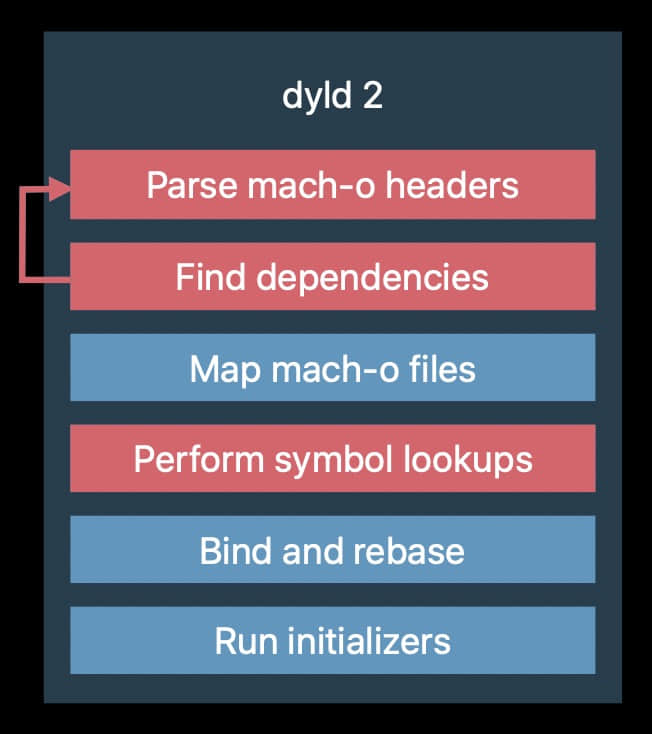 dyld 2
Parse mach-o headers
Find dependencies
Map mach-o files
Perform symbol lookups
Bind and rebase
Run initializers